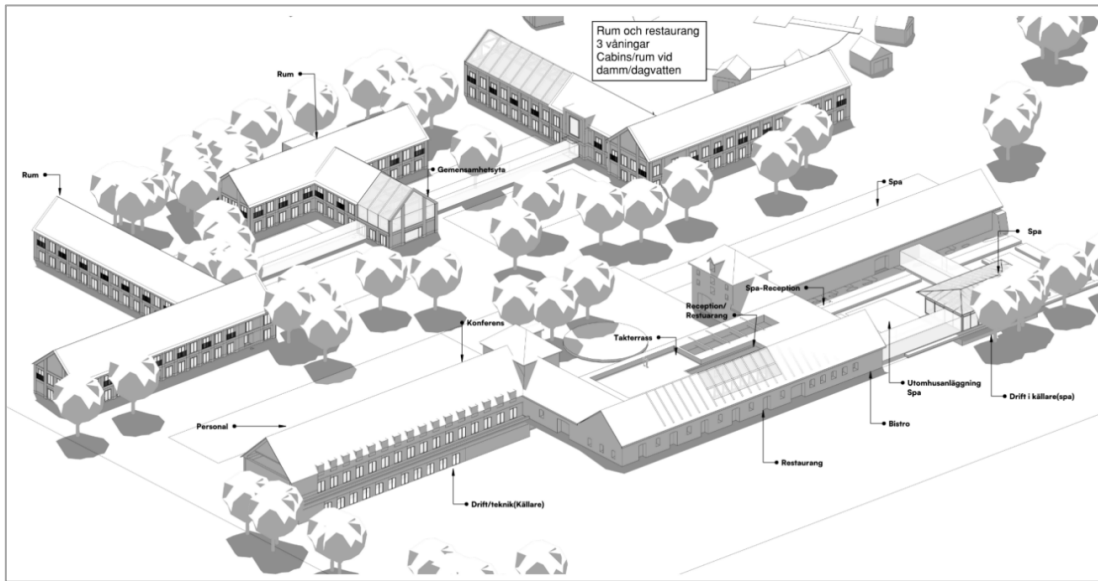 Rum och restaurang
3 våningar
Cabins/rum vid
damm/dagvatten
Rum
Gemensamhetsyta
Rum
Spa
Spa
Spa-Reception
Reception/
Restuarang
Konferens
Takterrass
Utomhusanläggning
Spa
Drift i källare(spa)
Bistro
Personal
Restaurang
Drift/teknik(Källare)